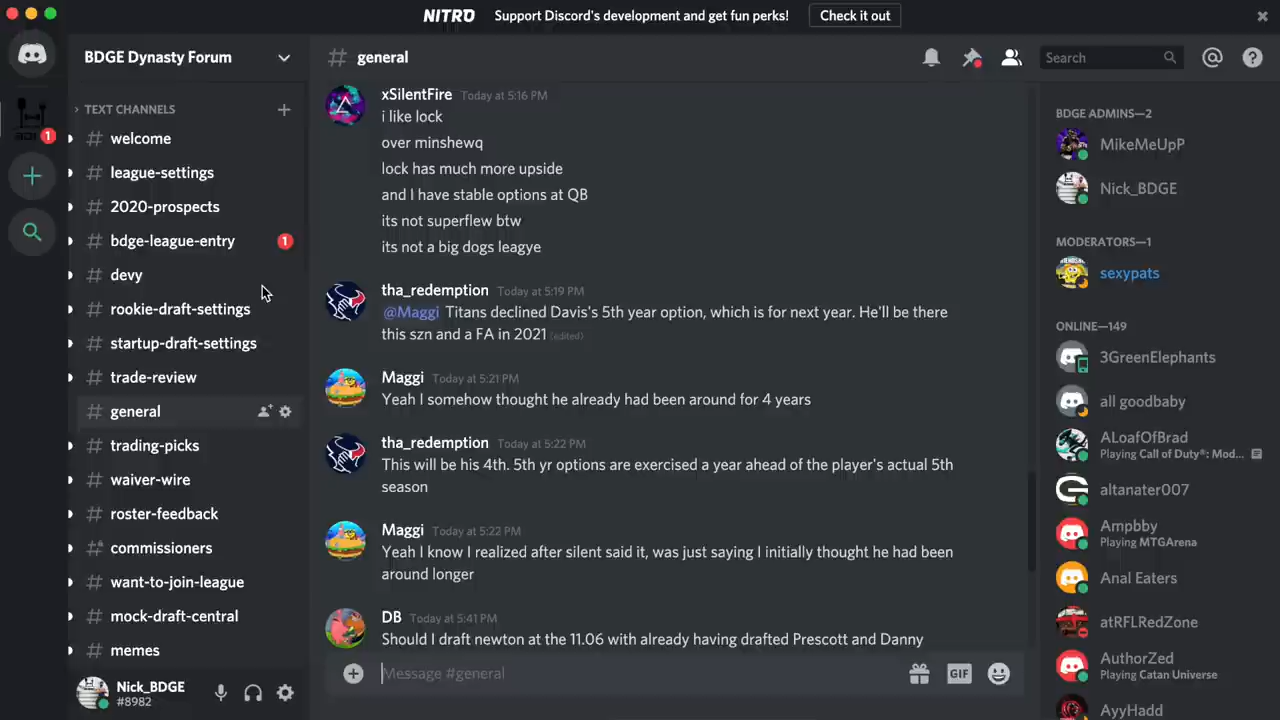 NITRO Support Discord's development and get fun perks! Check it out
BDGE Dynasty Forum
# general
Search
TEXT CHANNELS
welcome
league-settings
2020-prospects
bdge-league-entry 1
devy
rookie-draft-settings
startup-draft-settings
trade-review
general
trading-picks
waiver-wire
roster-feedback
commissioners
want-to-join-league
mock-draft-central
memes
Nick_BDGE
#8982
1
xSilentFire Today at 5:16 PM
i like lock
over minshewq
lock has much more upside
and I have stable options at QB
its not superflew btw
its not a big dogs leagye
tha_redemption Today at 5:19 PM
@Maggi Titans declined Davis's 5th year option, which is for next year. He'll be there
this szn and a FA in 2021 (edited)
Maggi Today at 5:21 PM
Yeah I somehow thought he already had been around for 4 years
tha_redemption Today at 5:22 PM
This will be his 4th. 5th yr options are exercised a year ahead of the player's actual 5th
season
Maggi Today at 5:22 PM
Yeah I know I realized after silent said it, was just saying I initially thought he had been
around longer
DB Today at 5:41 PM
Should I draft newton at the 11.06 with already having drafted Prescott and Danny
Message #general
GIF
BDGE ADMINS—2
MikeMeUpP
Nick_BDGE
MODERATORS—1
sexypats
ONLINE—149
3GreenElephants
all goodbaby
ALoafOfBrad
Playing Call of Duty®: Mod...
altanater007
Ampbby
Playing MTGArena
Anal Eaters
atRFLRedZone
AuthorZed
Playing Catan Universe
AyyHadd